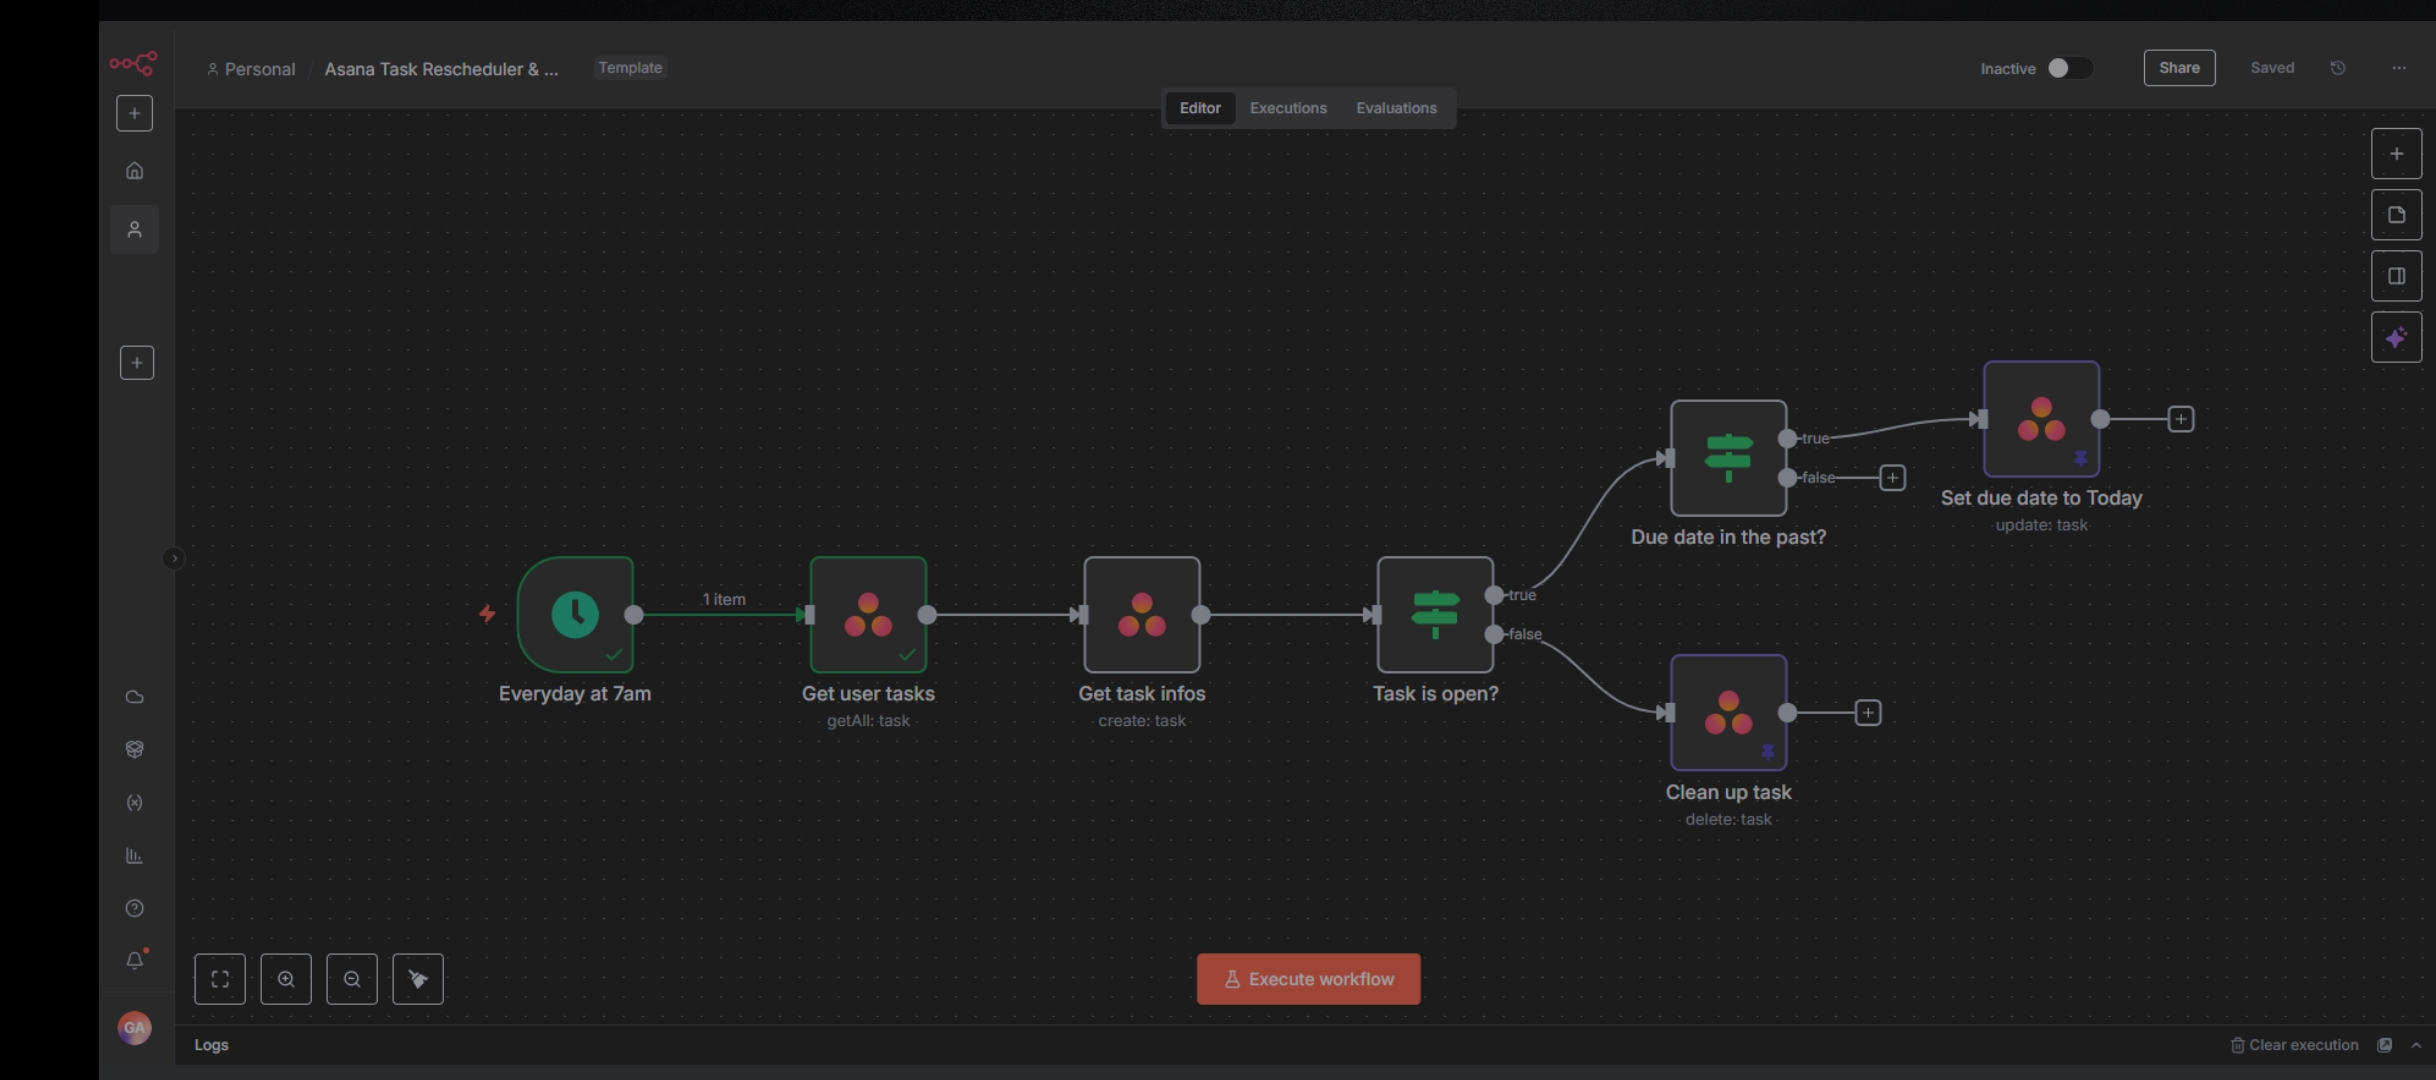 Personal / Asana Task Rescheduler & ... Template
Inactive Share Saved ...
Editor Executions Evaluations
true
false
Set due date to Today
update: task
Due date in the past?
1 item
true
false
Everyday at 7am
Get user tasks
getAll: task
Get task infos
create: task
Task is open?
Clean up task
delete: task
Execute workflow
GA
Logs
Clear execution